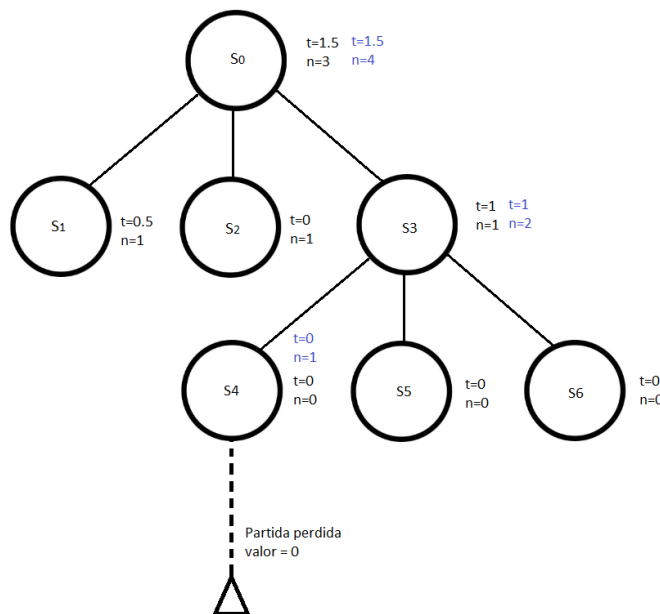 S0
t=1.5 t=1.5
n=3 n=4
S1
t=0.5
n=1
S2
t=0
n=1
S3
t=1 t=1
n=1 n=2
t=0
n=1
S4
t=0
n=0
S5
t=0
n=0
S6
t=0
n=0
Partida perdida
valor = 0